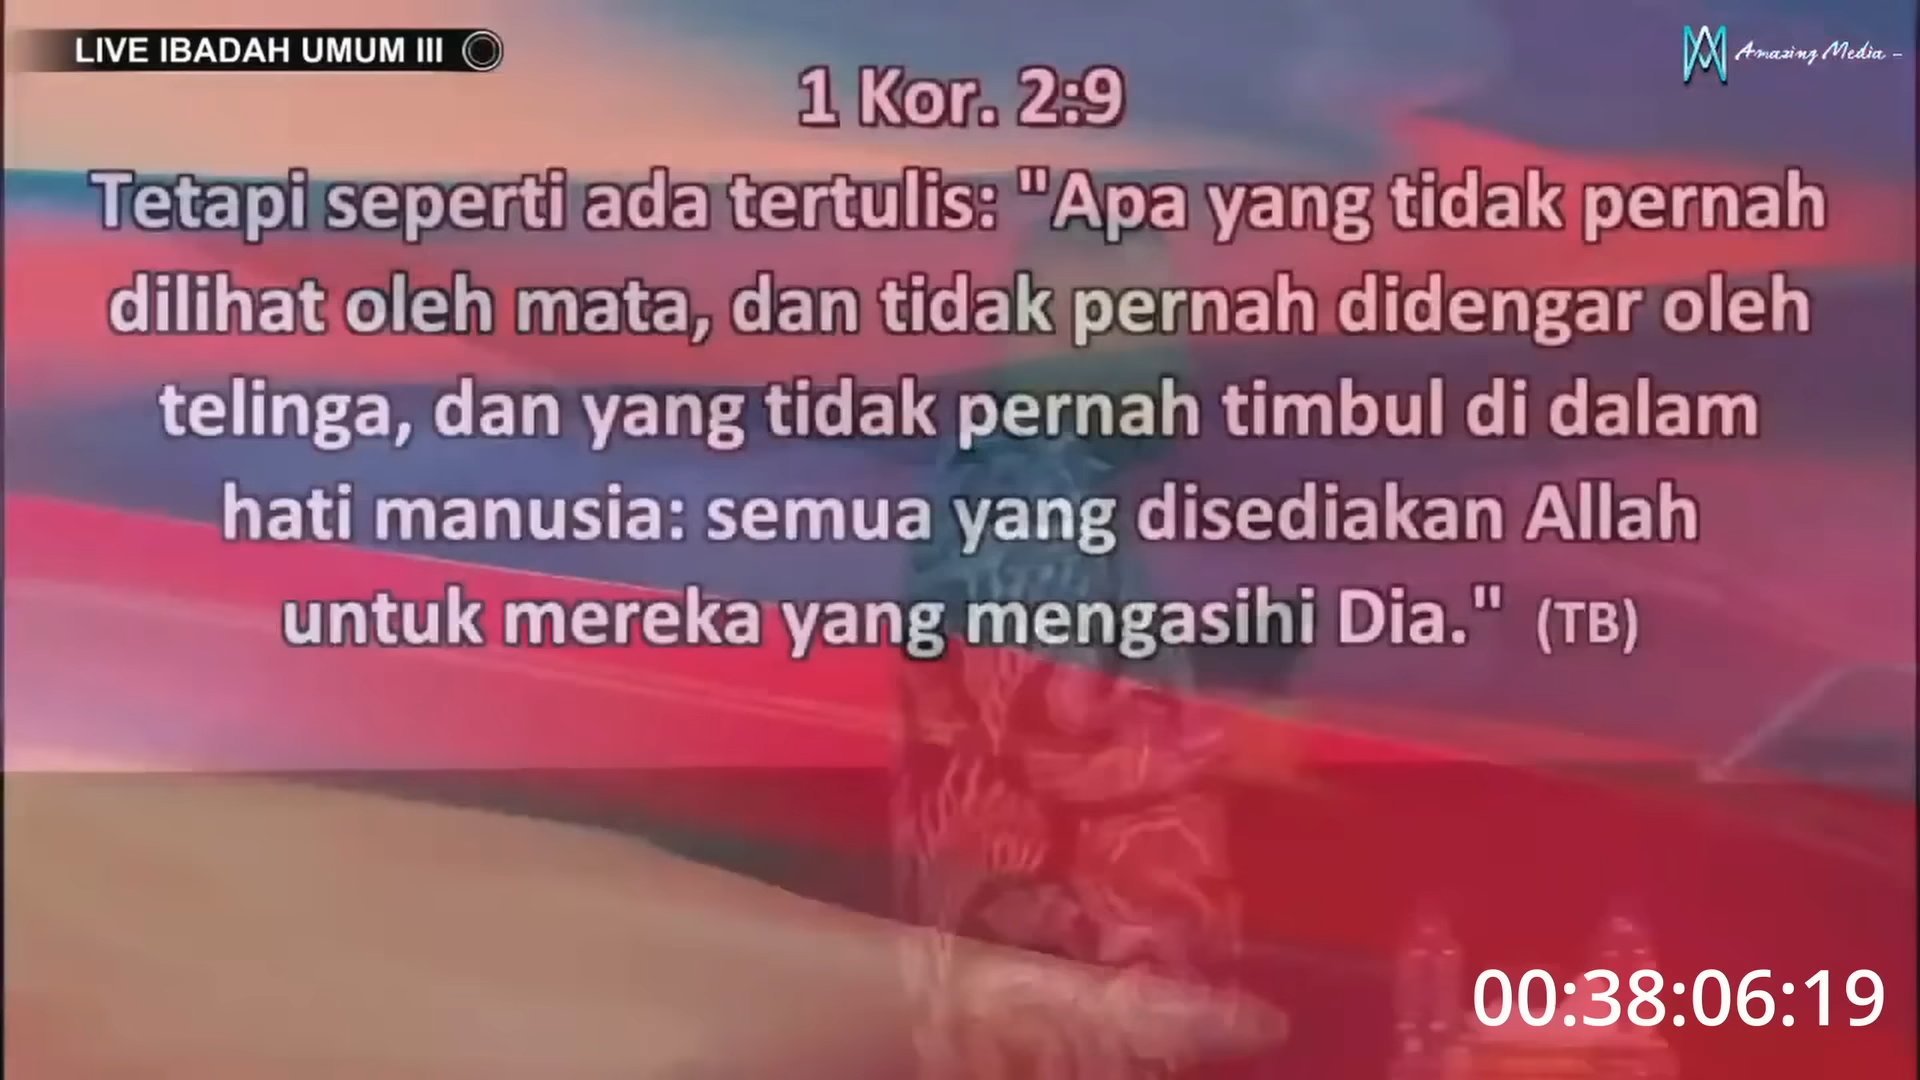 LIVE IBADAH UMUM III
Amazing Media -
1 Kor. 2:9
Tetapi seperti ada tertulis: "Apa yang tidak pernah
dilihat oleh mata, dan tidak pernah didengar oleh
telinga, dan yang tidak pernah timbul di dalam
hati manusia: semua yang disediakan Allah
untuk mereka yang mengasihi Dia." (TB)
00:38:06:19